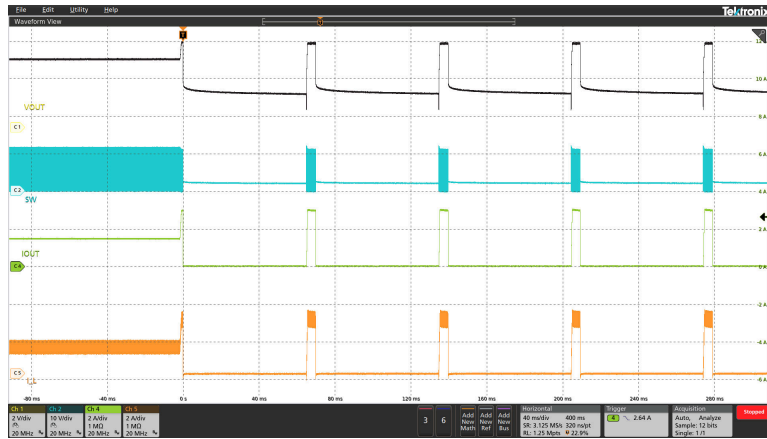 File Edit Utility Help
Tektronix
Waveform View
T
12 A
10 A
VOUT
C1
8 A
6 A
C2
4 A
SW
2 A
IOUT
C4
0 A
-2 A
-4 A
C5
I_L
-6 A
-80 ms -40 ms 0 s 40 ms 80 ms 120 ms 160 ms 200 ms 240 ms 280 ms
Ch 1 Ch 2 Ch 4 Ch 5
2 V/div 10 V/div 2 A/div 2 A/div
1 MΩ 1 MΩ
20 MHz 20 MHz 20 MHz 20 MHz
3 6
Add New Math Add New Ref Add New Bus
Horizontal
40 ms/div 400 ms
SR: 3.125 MS/s 320 ns/pt
RL: 1.25 Mpts 22.9%
Trigger
4 2.64 A
Acquisition
Auto, Analyze
Sample: 12 bits
Single: 1 /1
Stopped